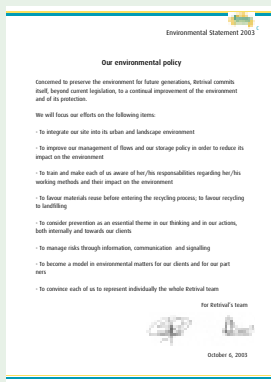 Environmental Statement 2003
Our environmental policy
Concerned to preserve the environment for future generations, Retrival commits
itself, beyond current legislation, to a continual improvement of the environment
and of its protection.
We will focus our efforts on the following items:
- To integrate our site into its urban and landscape environment
- To improve our management of flows and our storage policy in order to reduce its
impact on the environment
- To train and make each of us aware of her/his responsabilities regarding her/his
working methods and their impact on the environment
- To favour materials reuse before entering the recycling process; to favour recycling
to landfilling
- To consider prevention as an essential theme in our thinking and in our actions,
both internally and towards our clients
- To manage risks through information, communication and signalling
- To become a model in environmental matters for our clients and for our part
ners
- To convince each of us to represent individually the whole Retrival team
For Retrival's team
October 6, 2003